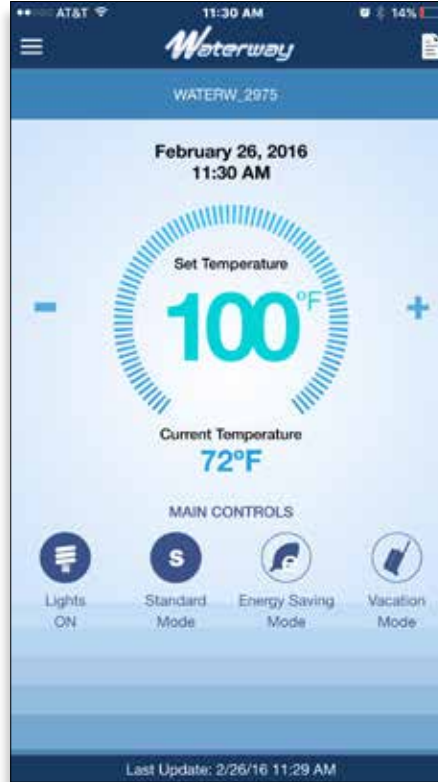 AT&T 11:30 AM 14%
Waterway
WATERW_2975
February 26, 2016
11:30 AM
Set Temperature
100°F
- +
Current Temperature
72°F
MAIN CONTROLS
S
Lights ON
Standard Mode
Energy Saving Mode
Vacation Mode
Last Update: 2/26/16 11:29 AM